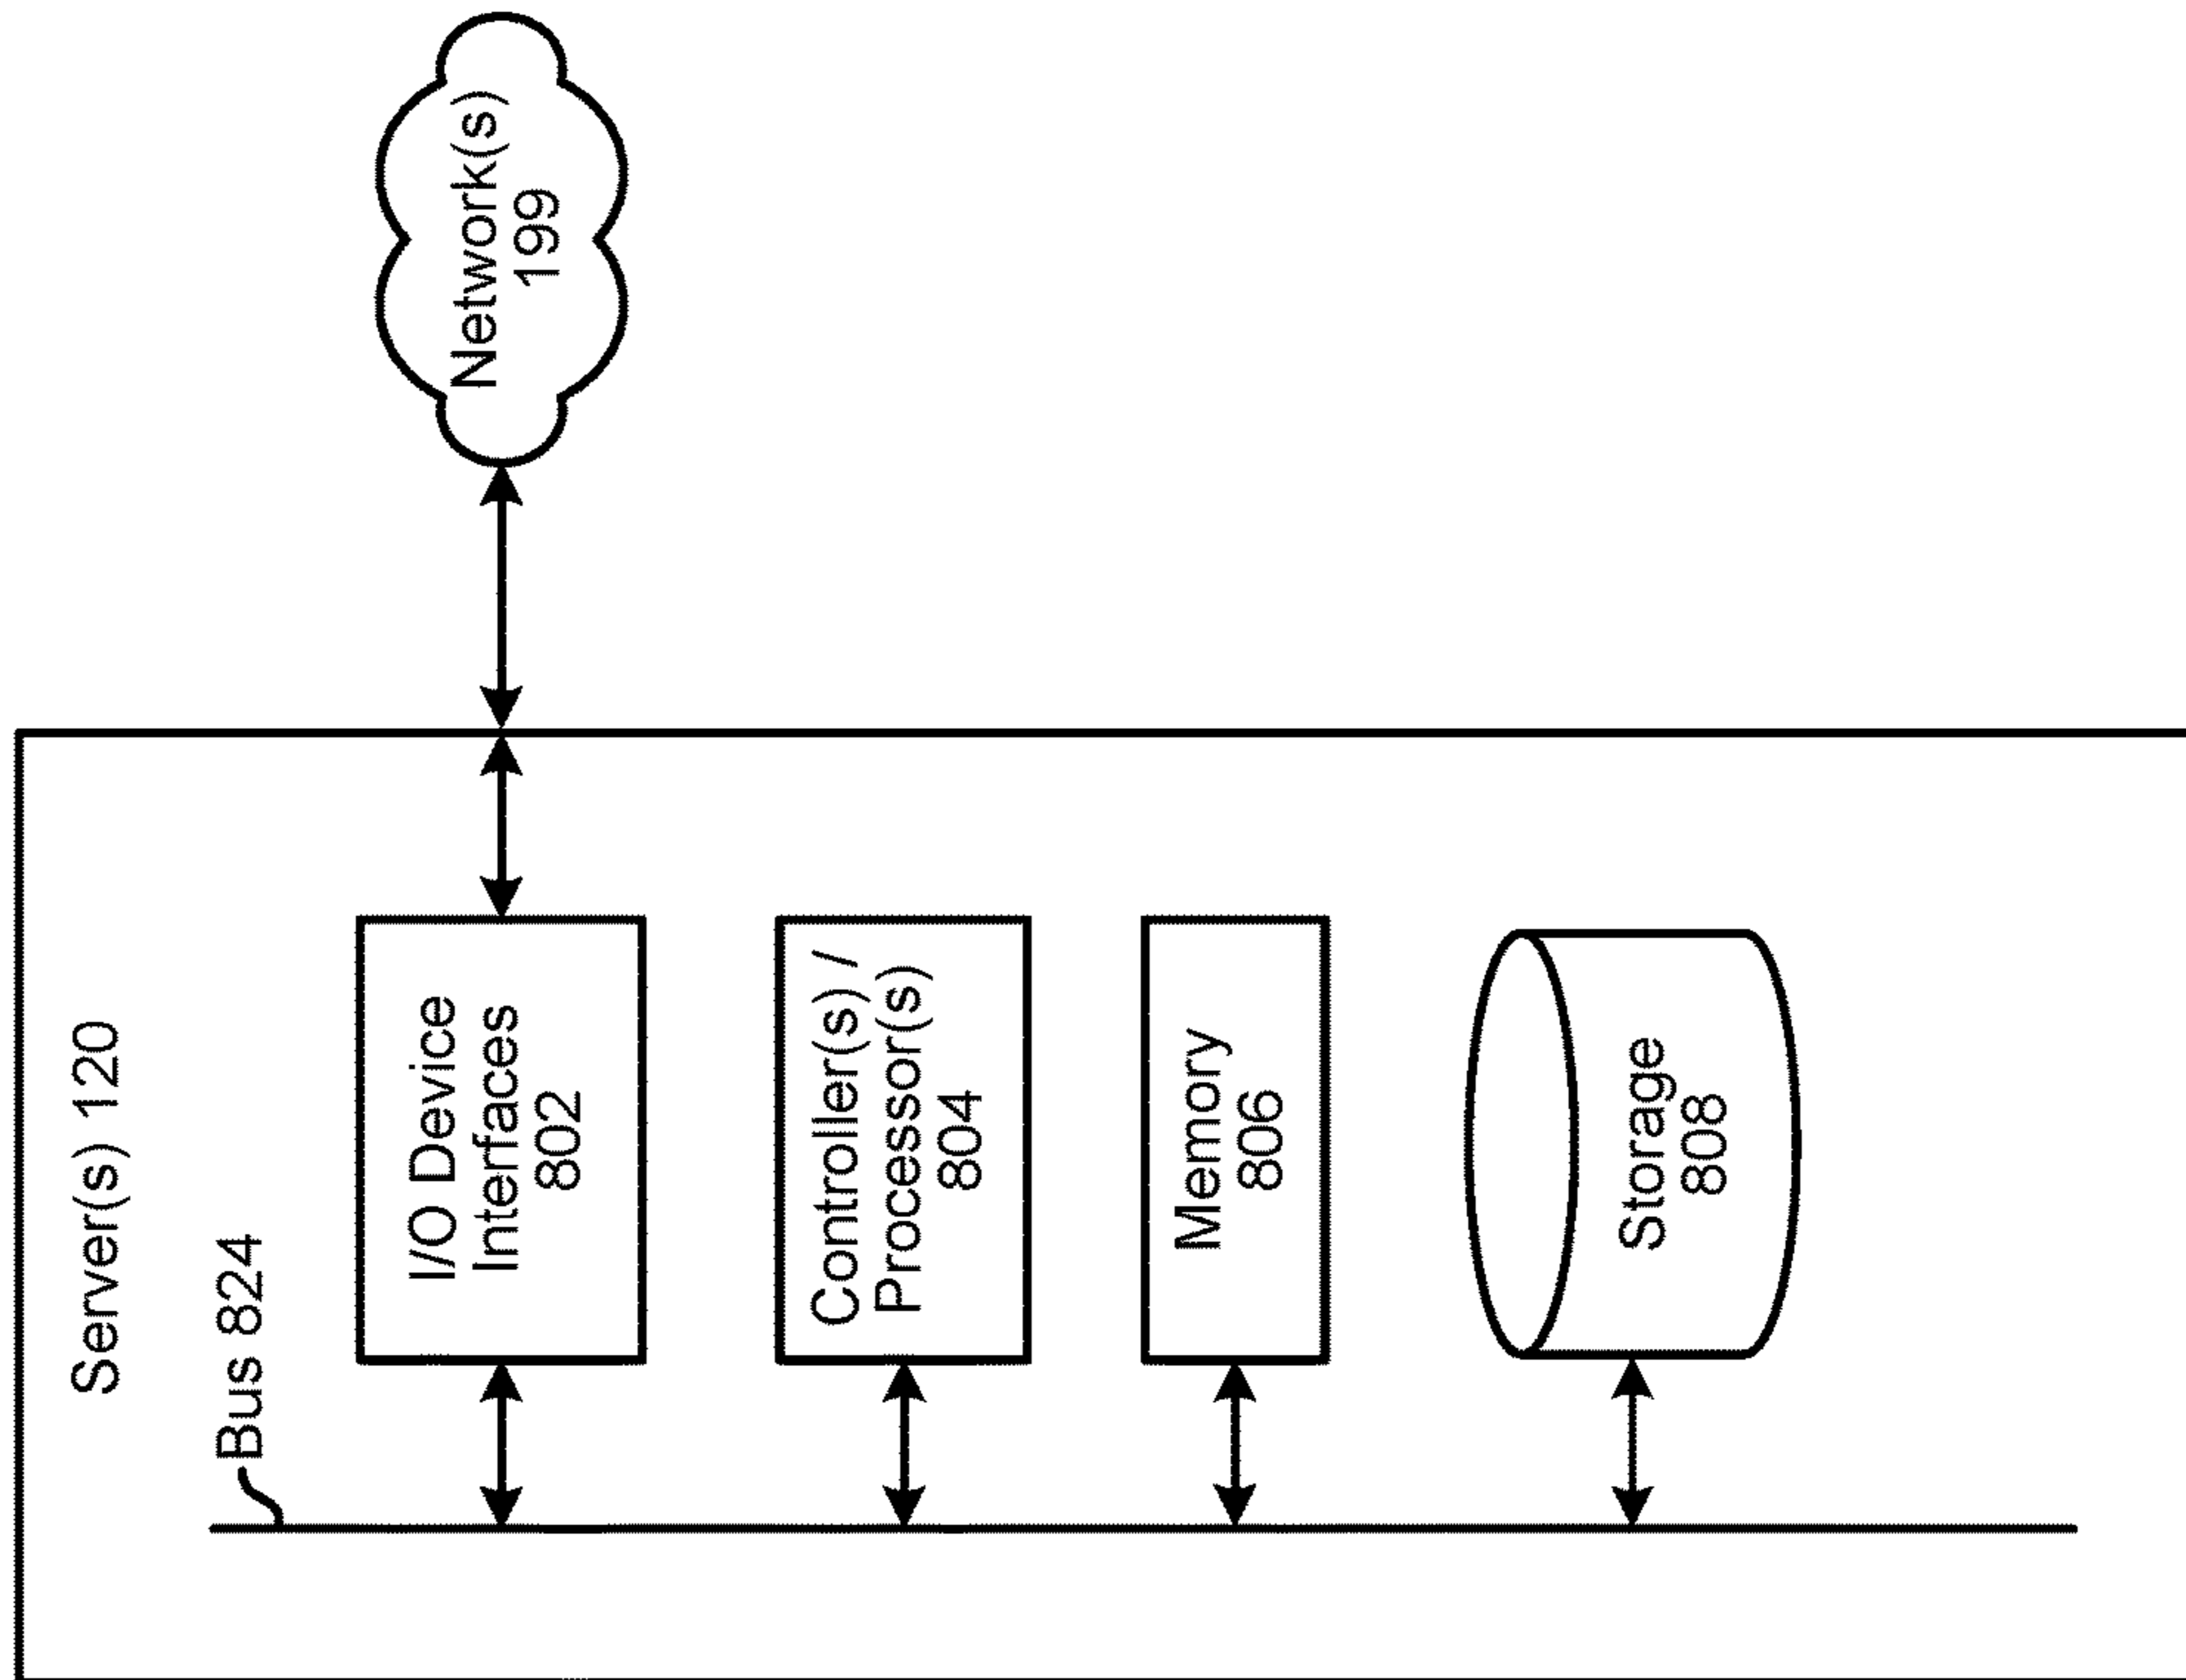 Server(s) 120
Bus 824
I/O Device
Interfaces
802
Network(s)
199
Controller(s) /
Processor(s)
804
Memory
806
Storage
808